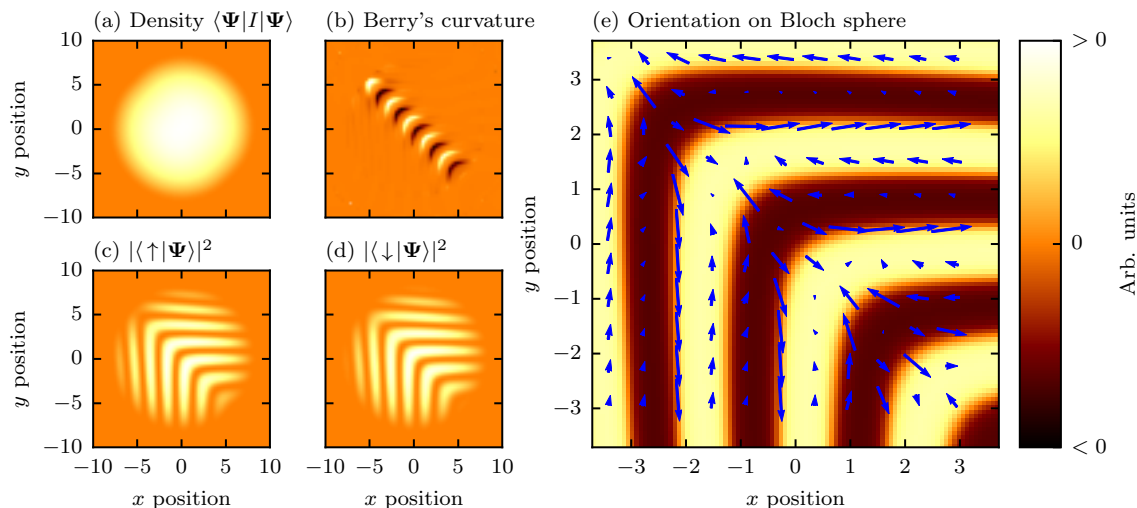 (a) Density ⟨Ψ|I|Ψ⟩
(b) Berry's curvature
(e) Orientation on Bloch sphere
10
5
0
−5
−10
y position
(c) |⟨↑|Ψ⟩|²
(d) |⟨↓|Ψ⟩|²
10
5
0
−5
−10
y position
−10 −5 0 5 10
−10 −5 0 5 10
x position
x position
3
2
1
0
−1
−2
−3
y position
−3 −2 −1 0 1 2 3
x position
> 0
0
< 0
Arb. units